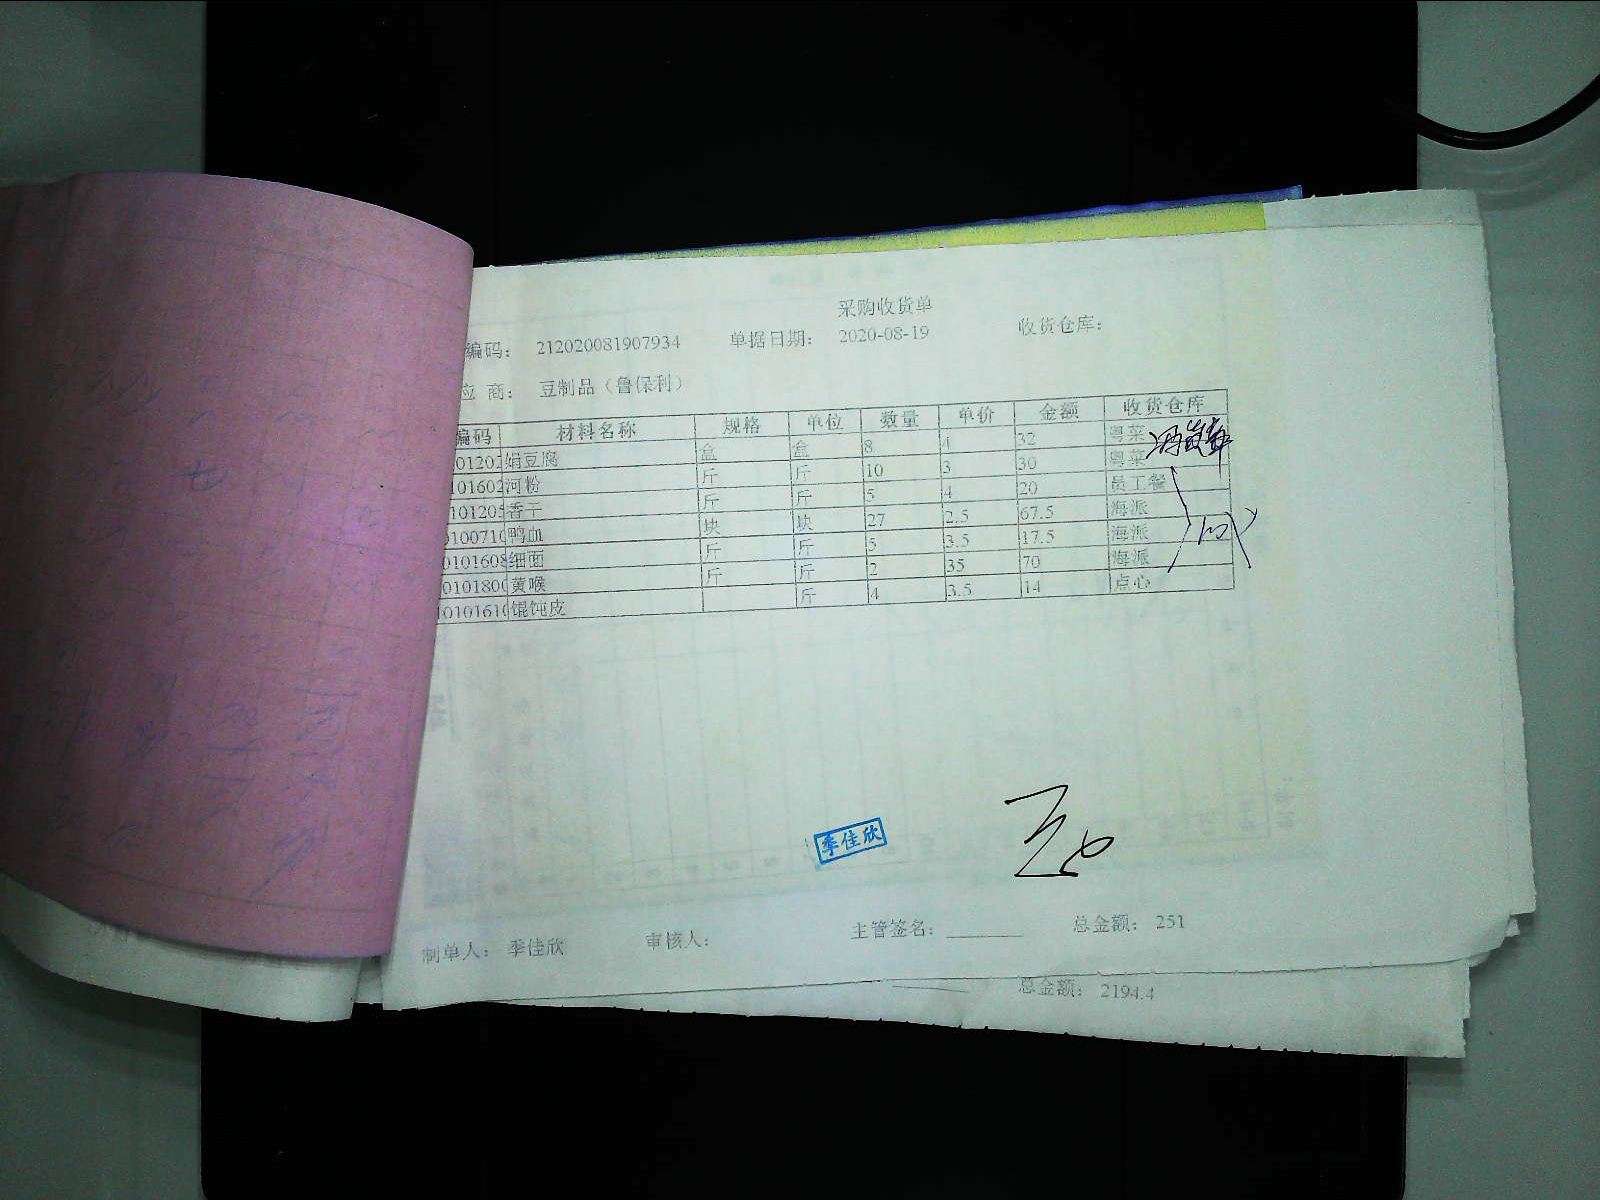 采购收货单
编码： 212020081907934 单据日期： 2020-08-19 收货仓库：
应 商： 豆制品（鲁保利）
编码 材料名称 规格 单位 数量 单价 金额 收货仓库
01202 绢豆腐 盒 盒 8 4 32 粤菜
101602 河粉 斤 斤 10 3 30 粤菜
101205 香干 斤 斤 5 4 20 员工餐
010071 鸭血 块 块 27 2.5 67.5 海派
0101608 细面 斤 斤 5 3.5 17.5 海派
0101800 黄喉 斤 斤 2 35 70 海派
0101610 馄饨皮 斤 4 3.5 14 点心
季佳欣
制单人： 季佳欣 审核人： 主管签名： 总金额： 251
总金额： 2194.4